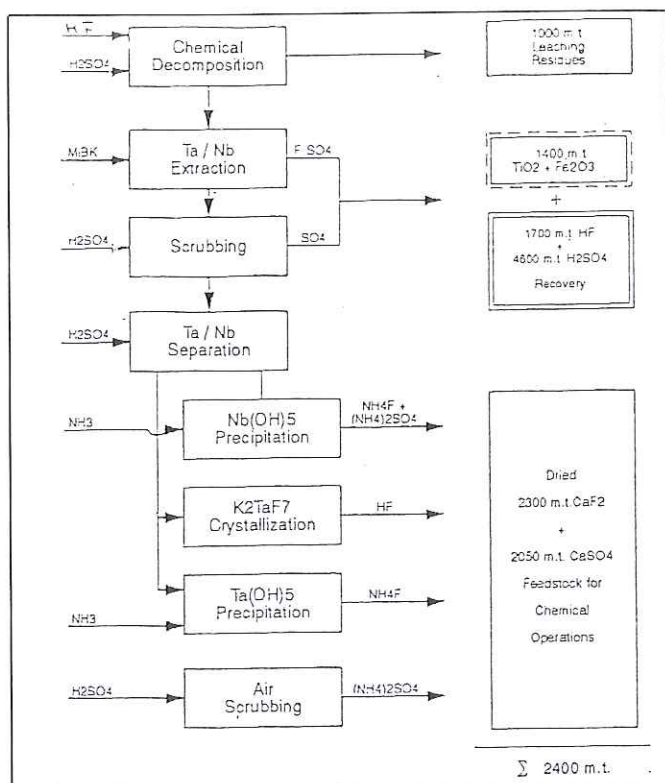 HF
H2SO4
Chemical
Decomposition
1000 m.t.
Leaching
Residues
MiBK
Ta / Nb
Extraction
F SO4
1400 m.t.
TiO2 + Fe2O3
+
H2SO4
Scrubbing
SO4
1700 m.t. HF
+
4600 m.t. H2SO4
Recovery
H2SO4
Ta / Nb
Separation
NH3
Nb(OH)5
Precipitation
NH4F +
(NH4)2SO4
K2TaF7
Crystallization
HF
NH3
Ta(OH)5
Precipitation
NH4F
H2SO4
Air
Scrubbing
(NH4)2SO4
Dried
2300 m.t. CaF2
+
2050 m.t. CaSO4
Feedstock for
Chemical
Operations
∑ 2400 m.t.